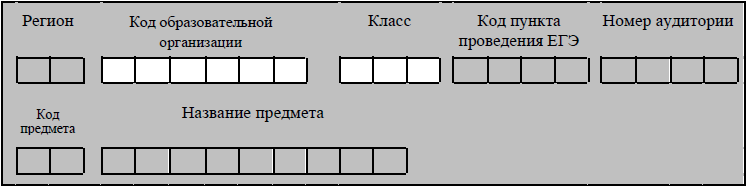 Регион
Код образовательной
организации
Класс
Код пункта
проведения ЕГЭ
Номер аудитории
Код
предмета
Название предмета